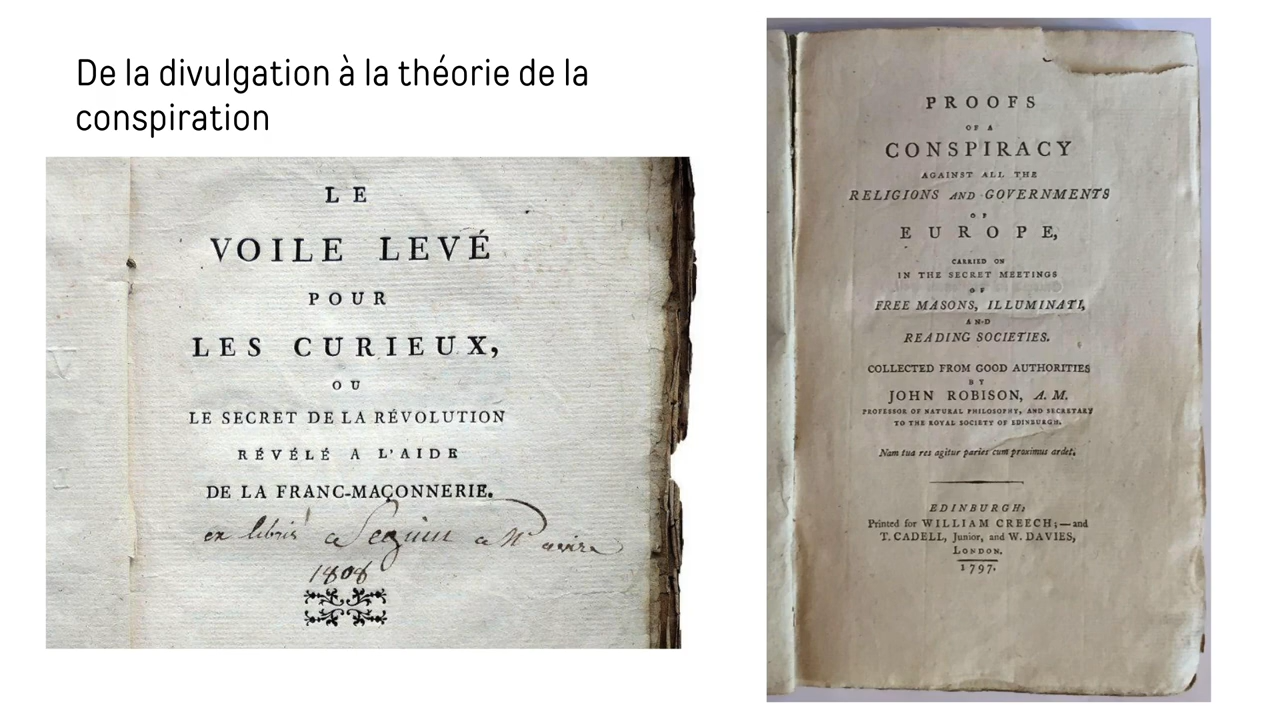 De la divulgation à la théorie de la
conspiration
LE
VOILE LEVÉ
POUR
LES CURIEUX,
OU
LE SECRET DE LA RÉVOLUTION
RÉVÉLÉ A L'AIDE
DE LA FRANC-MAÇONNERIE.
ex libris a Seguin a
1808
PROOFS
OF A
CONSPIRACY
AGAINST ALL THE
RELIGIONS AND GOVERNMENTS
OF
EUROPE,
CARRIED ON
IN THE SECRET MEETINGS
OF
FREE MASONS, ILLUMINATI,
AND
READING SOCIETIES.
COLLECTED FROM GOOD AUTHORITIES
BY
JOHN ROBISON, A. M.
PROFESSOR OF NATURAL PHILOSOPHY, AND SECRETARY
TO THE ROYAL SOCIETY OF EDINBURGH.
Nam tua res agitur paries cum proximus ardet.
EDINBURGH:
Printed for WILLIAM CREECH;—and
T. CADELL, Junior, and W. DAVIES,
LONDON.
1797.